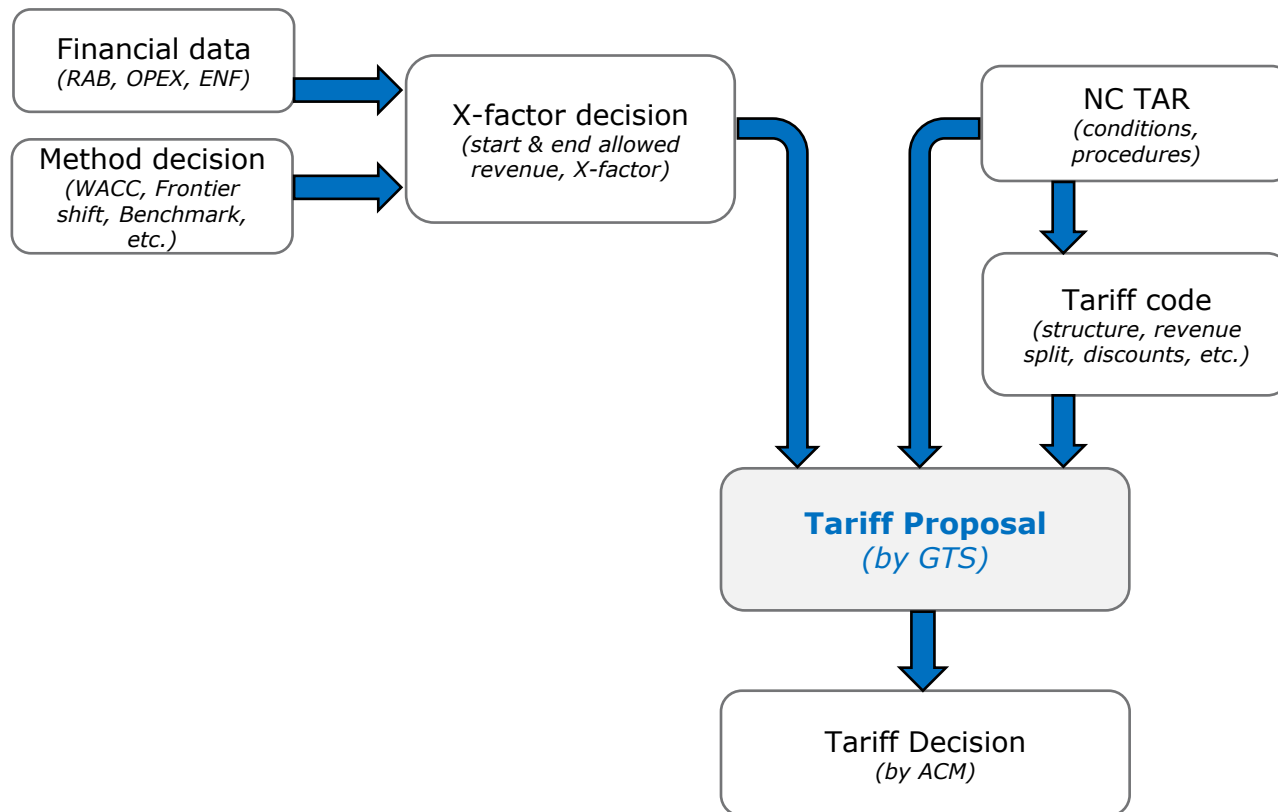 Financial data
(RAB, OPEX, ENF)
Method decision
(WACC, Frontier
shift, Benchmark,
etc.)
X-factor decision
(start & end allowed
revenue, X-factor)
NC TAR
(conditions,
procedures)
Tariff code
(structure, revenue
split, discounts, etc.)
Tariff Proposal
(by GTS)
Tariff Decision
(by ACM)